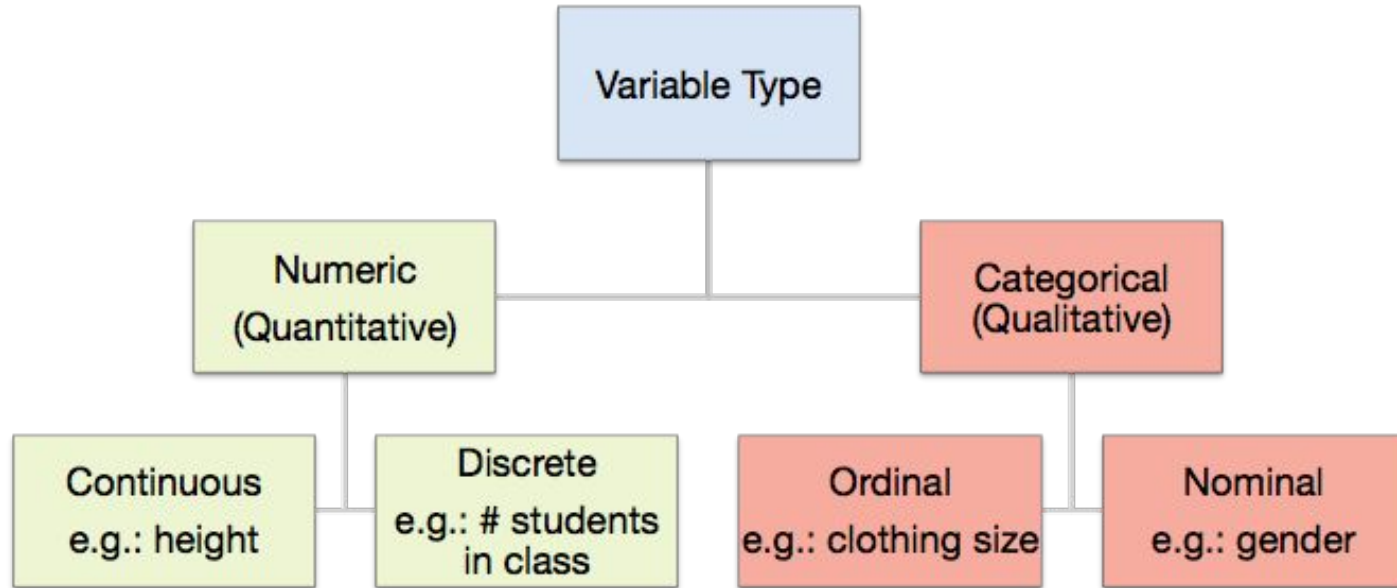 Variable Type
Numeric
(Quantitative)
Categorical
(Qualitative)
Continuous
e.g.: height
Discrete
e.g.: # students
in class
Ordinal
e.g.: clothing size
Nominal
e.g.: gender